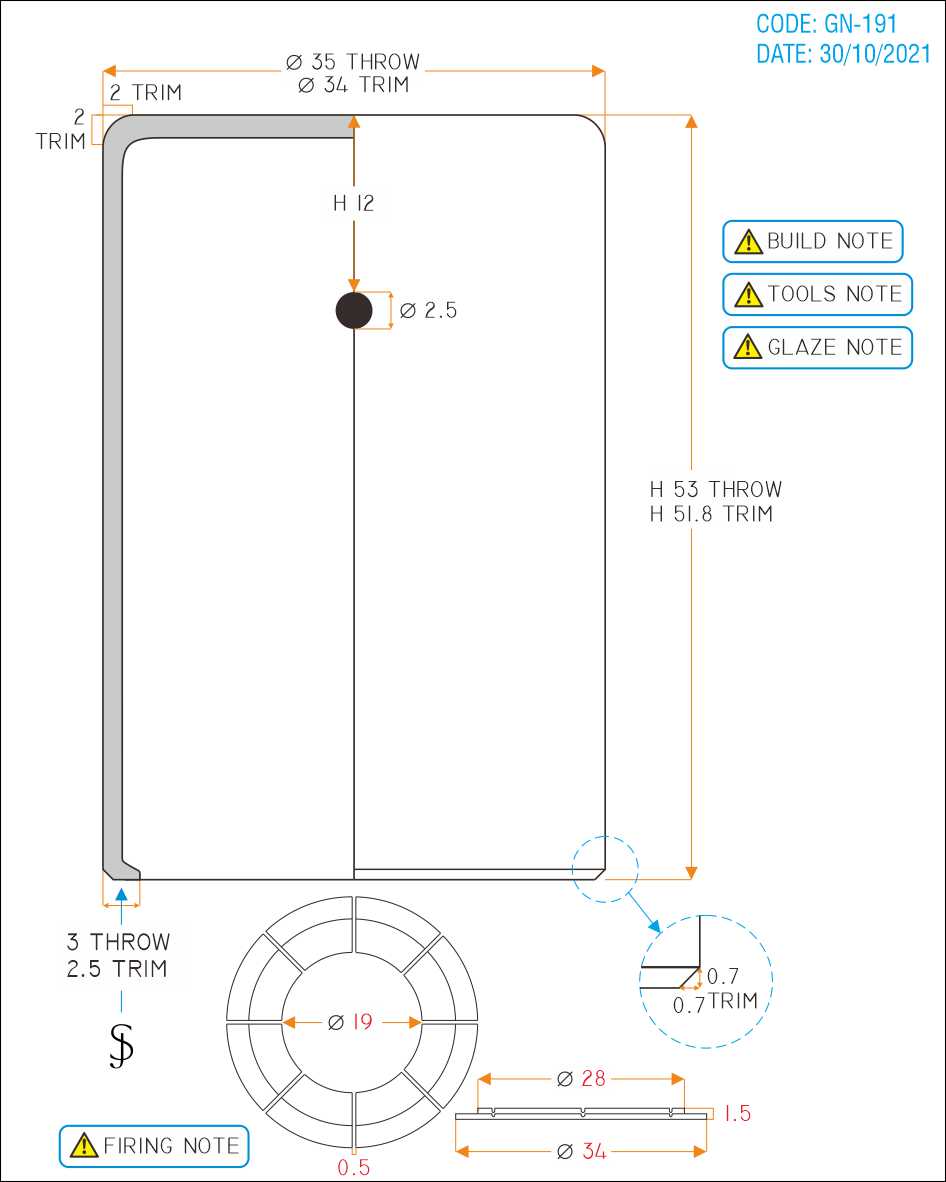 CODE: GN-191
DATE: 30/10/2021
Ø 35 THROW
Ø 34 TRIM
2 TRIM
2
TRIM
H 12
Ø 2.5
BUILD NOTE
TOOLS NOTE
GLAZE NOTE
H 53 THROW
H 51.8 TRIM
3 THROW
2.5 TRIM
0.7
0.7 TRIM
Ø 19
Ø 28
1.5
Ø 34
0.5
FIRING NOTE